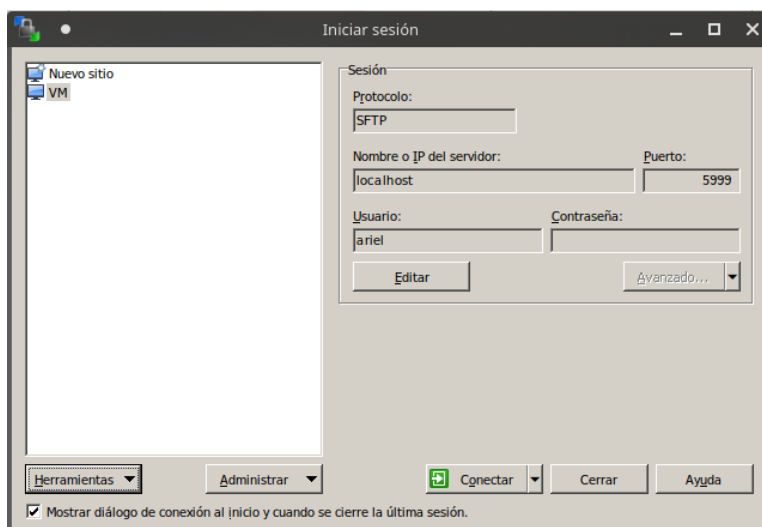 Iniciar sesión
Nuevo sitio
VM
Sesión
Protocolo:
SFTP
Nombre o IP del servidor:
Puerto:
localhost
5999
Usuario:
Contraseña:
ariel
Editar
Avanzado...
Herramientas
Administrar
Conectar
Cerrar
Ayuda
Mostrar diálogo de conexión al inicio y cuando se cierre la última sesión.